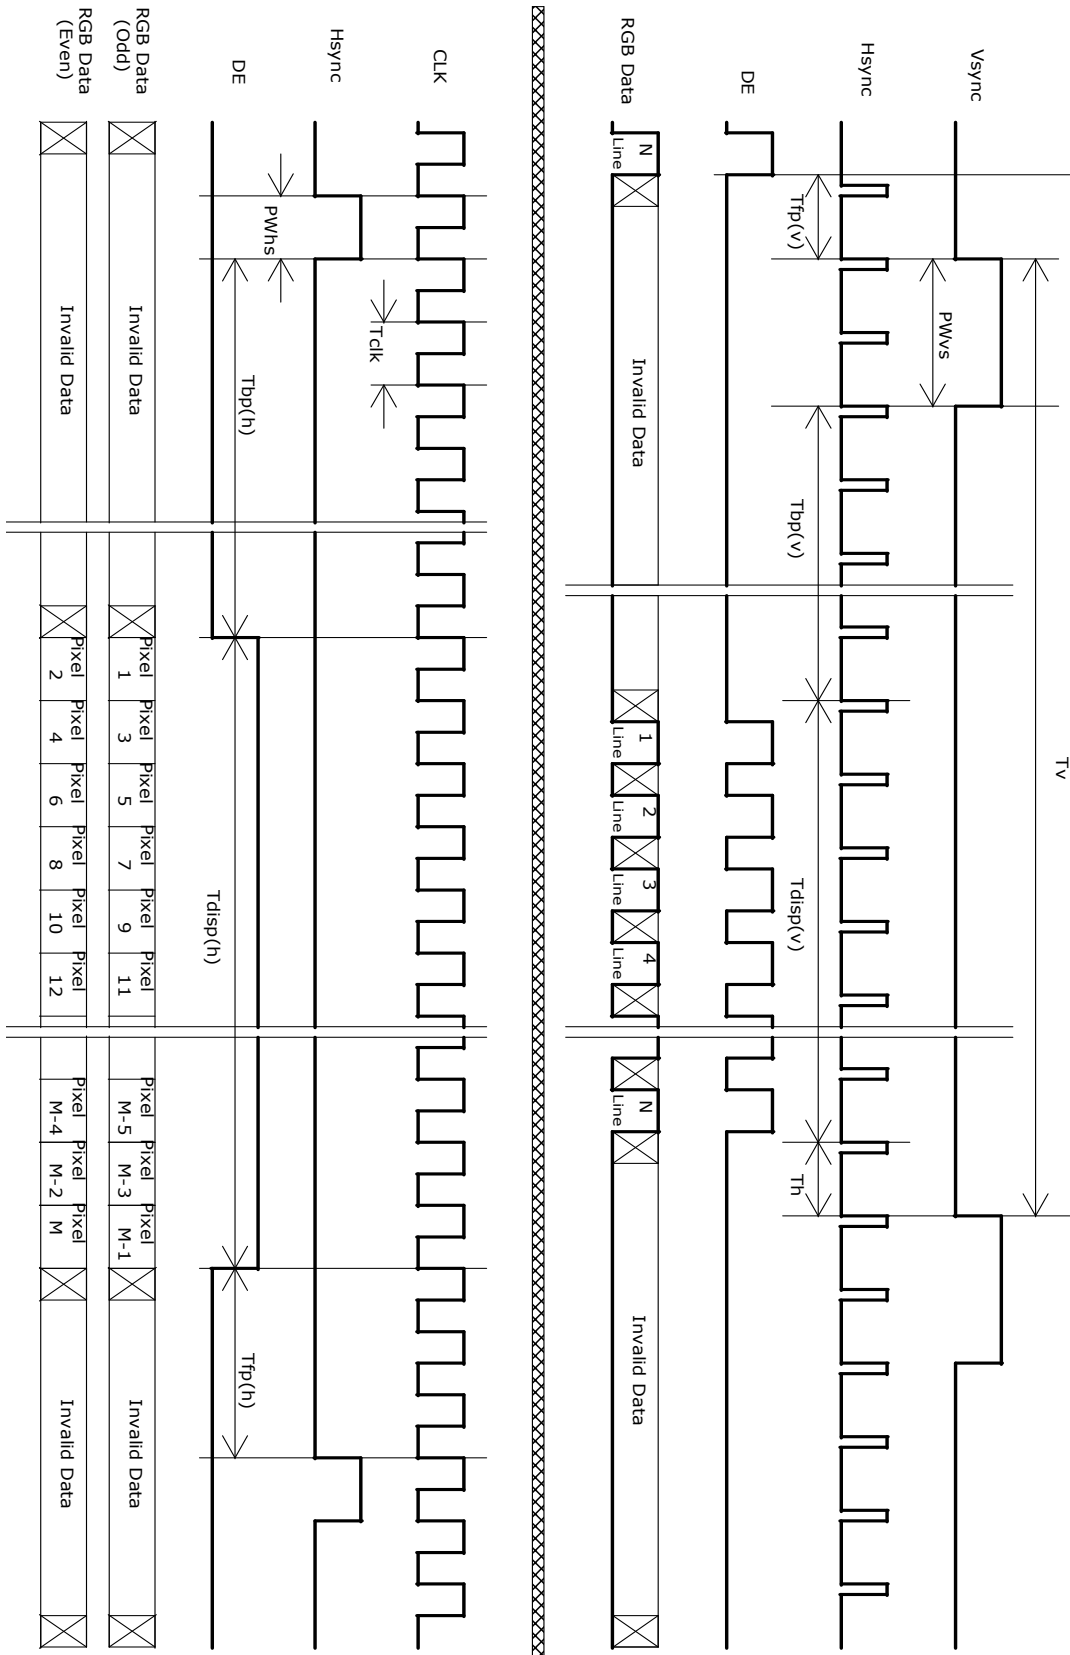 Tv
Vsync
PWvs
Hsync
Tfp(v)
Tbp(v)
Tdisp(v)
Th
DE
RGB Data
N
Line
Invalid Data
1
Line
2
Line
3
Line
4
Line
N
Line
Invalid Data
CLK
Tclk
Hsync
PWhs
DE
Tbp(h)
Tdisp(h)
Tfp(h)
RGB Data
(Odd)
Invalid Data
Pixel
1
Pixel
3
Pixel
5
Pixel
7
Pixel
9
Pixel
11
Pixel
M-5
Pixel
M-3
Pixel
M-1
Invalid Data
RGB Data
(Even)
Invalid Data
Pixel
2
Pixel
4
Pixel
6
Pixel
8
Pixel
10
Pixel
12
Pixel
M-4
Pixel
M-2
Pixel
M
Invalid Data